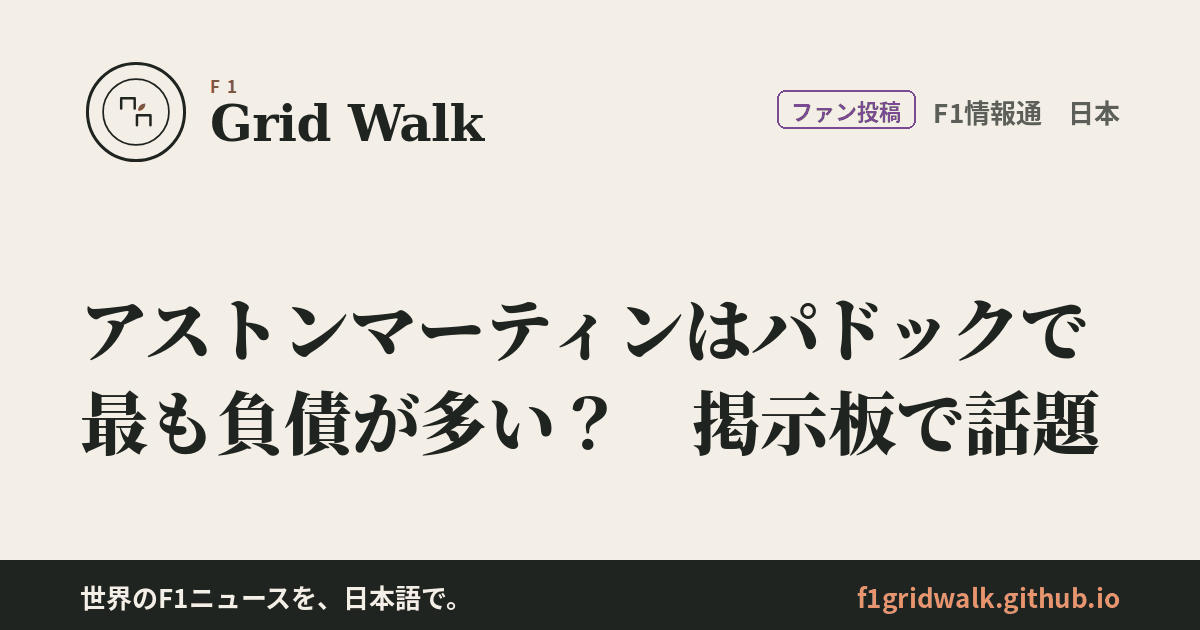 F1
Grid Walk
ファン投稿 F1情報通　日本
アストンマーティンはパドックで
最も負債が多い？　掲示板で話題
世界のF1ニュースを、日本語で。
f1gridwalk.github.io